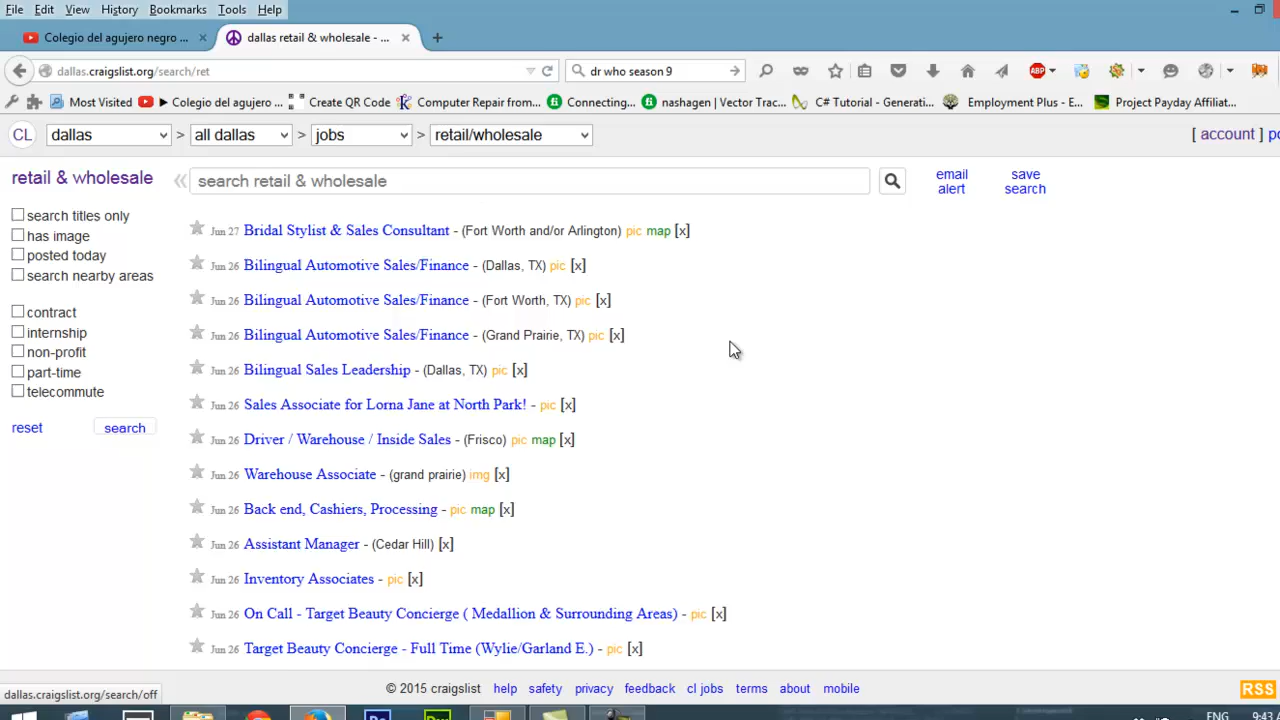 File Edit View History Bookmarks Tools Help
Colegio del agujero negro ... × dallas retail & wholesale - ... × +
dallas.craigslist.org/search/ret dr who season 9 ABP
Most Visited Colegio del agujero ... Create QR Code Computer Repair from... Connecting... nashagen | Vector Trac... C# Tutorial - Generati... Employment Plus - E... Project Payday Affiliat...
CL dallas > all dallas > jobs > retail/wholesale [ account ]
retail & wholesale « search retail & wholesale email alert save search
search titles only
has image
posted today
search nearby areas
contract
internship
non-profit
part-time
telecommute
reset search
Jun 27 Bridal Stylist & Sales Consultant - (Fort Worth and/or Arlington) pic map [x]
Jun 26 Bilingual Automotive Sales/Finance - (Dallas, TX) pic [x]
Jun 26 Bilingual Automotive Sales/Finance - (Fort Worth, TX) pic [x]
Jun 26 Bilingual Automotive Sales/Finance - (Grand Prairie, TX) pic [x]
Jun 26 Bilingual Sales Leadership - (Dallas, TX) pic [x]
Jun 26 Sales Associate for Lorna Jane at North Park! - pic [x]
Jun 26 Driver / Warehouse / Inside Sales - (Frisco) pic map [x]
Jun 26 Warehouse Associate - (grand prairie) img [x]
Jun 26 Back end, Cashiers, Processing - pic map [x]
Jun 26 Assistant Manager - (Cedar Hill) [x]
Jun 26 Inventory Associates - pic [x]
Jun 26 On Call - Target Beauty Concierge ( Medallion & Surrounding Areas) - pic [x]
Jun 26 Target Beauty Concierge - Full Time (Wylie/Garland E.) - pic [x]
© 2015 craigslist help safety privacy feedback cl jobs terms about mobile RSS
dallas.craigslist.org/search/off
ENG 9:43